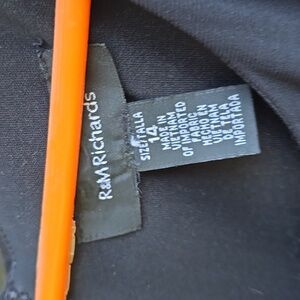 R&M Richards
SIZE/TALLA
14
MADE IN
VIETNAM
OF IMPORTED
FABRIC
HECHO EN
VIETNAM
DE TELA
IMPORTADA